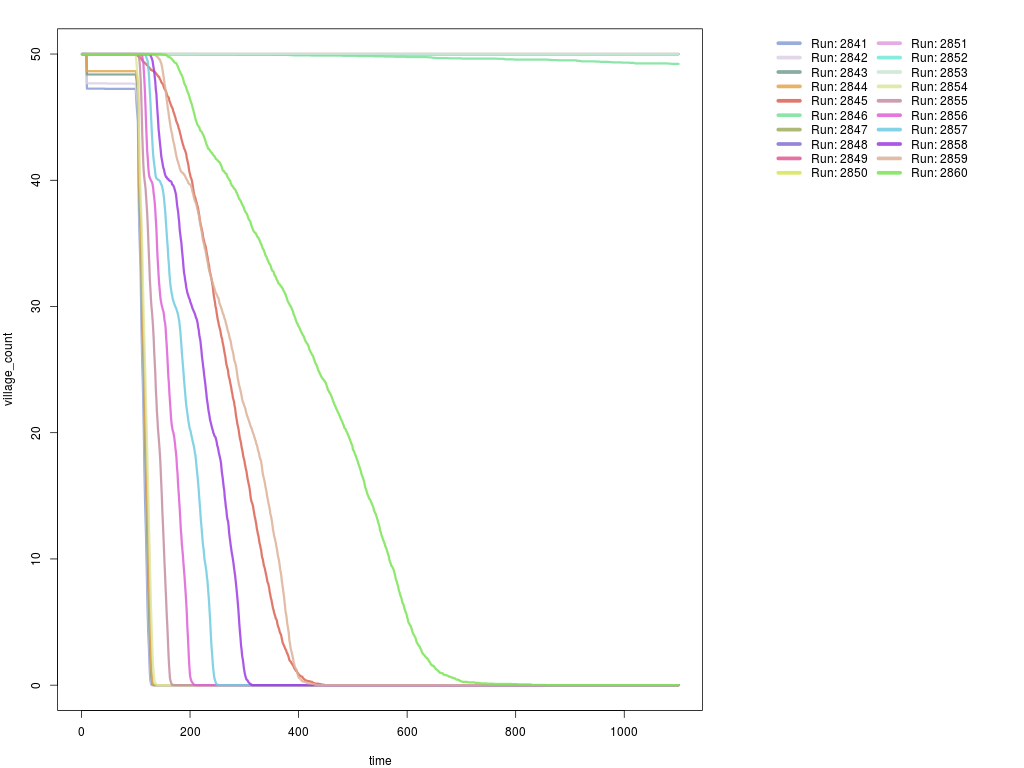 50
40
30
20
10
0
village_count
0 200 400 600 800 1000
time
Run: 2841 Run: 2851
Run: 2842 Run: 2852
Run: 2843 Run: 2853
Run: 2844 Run: 2854
Run: 2845 Run: 2855
Run: 2846 Run: 2856
Run: 2847 Run: 2857
Run: 2848 Run: 2858
Run: 2849 Run: 2859
Run: 2850 Run: 2860